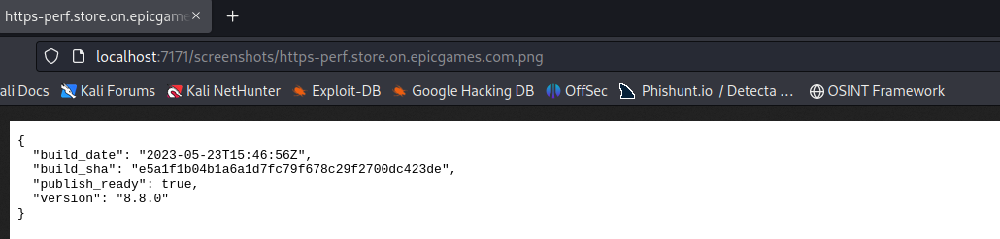 https-perf.store.on.epicgame
localhost:7171/screenshots/https-perf.store.on.epicgames.com.png
ali Docs Kali Forums Kali NetHunter Exploit-DB Google Hacking DB OffSec Phishunt.io / Detecta ... OSINT Framework
{
"build_date": "2023-05-23T15:46:56Z",
"build_sha": "e5a1f1b04b1a6a1d7fc79f678c29f2700dc423de",
"publish_ready": true,
"version": "8.8.0"
}